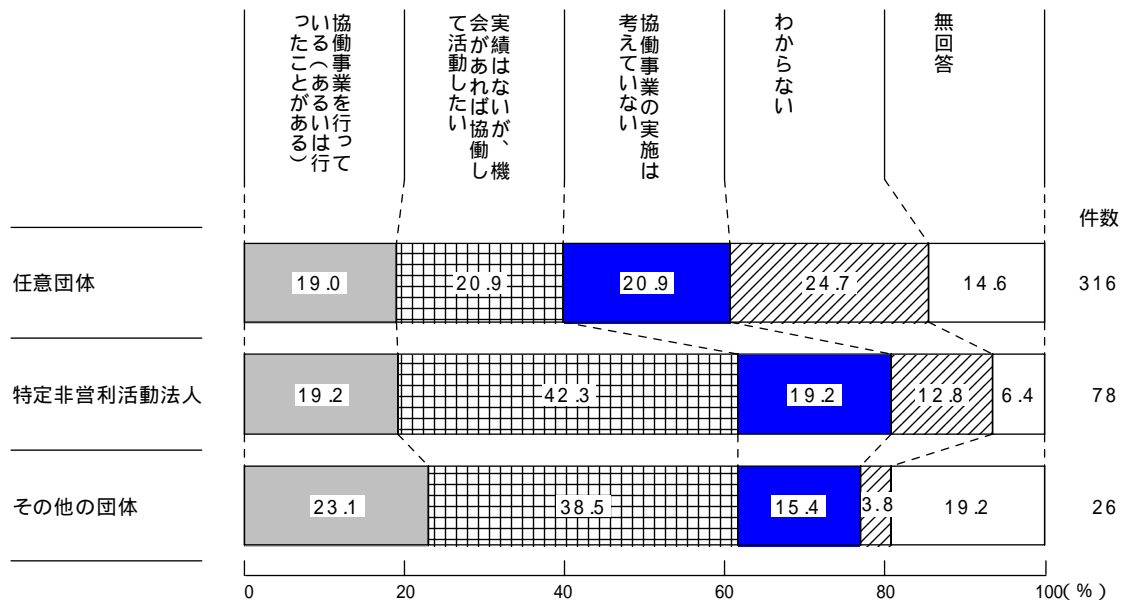 協働事業を行って
いる（あるいは行
ったことがある）
実績はないが、機
会があれば協働し
て活動したい
協働事業の実施は
考えていない
わからない
無回答
件数
任意団体 19.0 20.9 20.9 24.7 14.6 316
特定非営利活動法人 19.2 42.3 19.2 12.8 6.4 78
その他の団体 23.1 38.5 15.4 3.8 19.2 26
0 20 40 60 80 100(％)